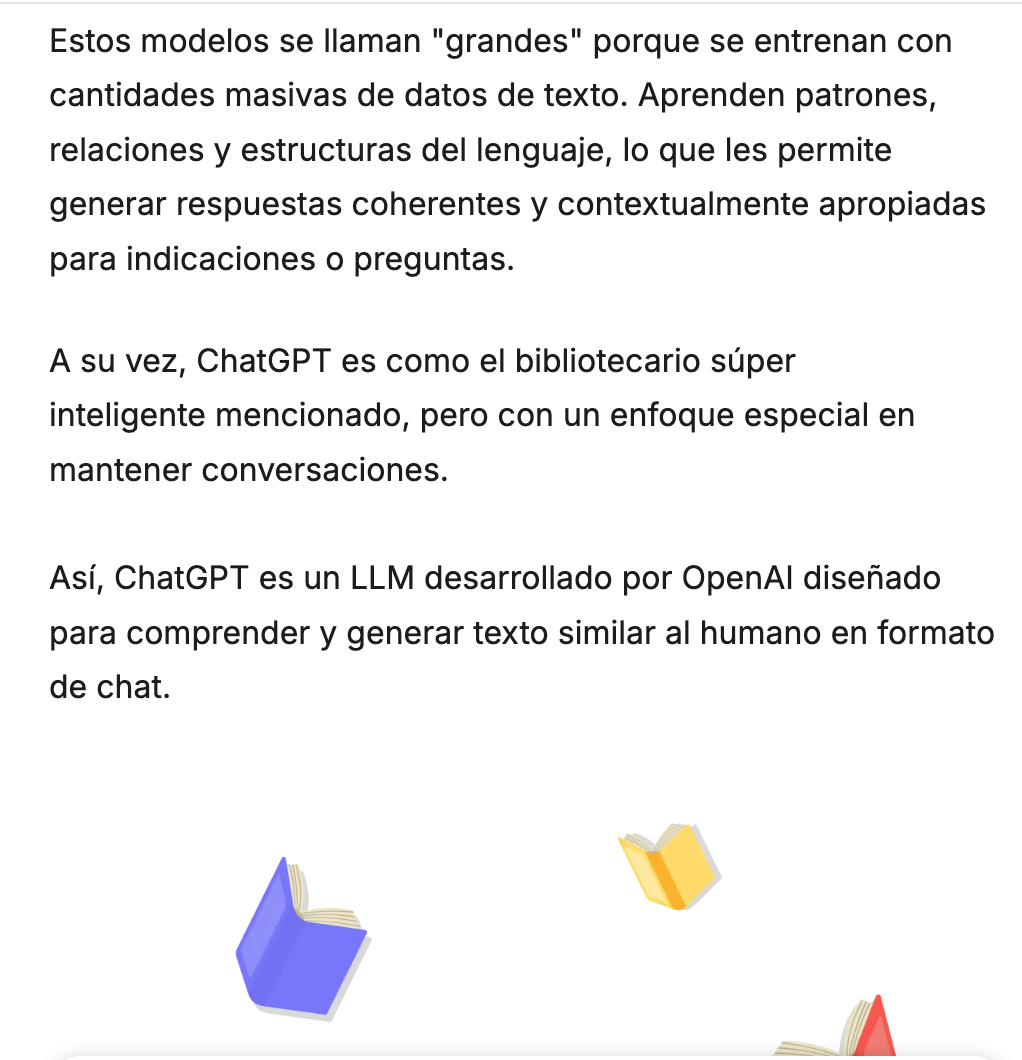 Estos modelos se llaman "grandes" porque se entrenan con
cantidades masivas de datos de texto. Aprenden patrones,
relaciones y estructuras del lenguaje, lo que les permite
generar respuestas coherentes y contextualmente apropiadas
para indicaciones o preguntas.
A su vez, ChatGPT es como el bibliotecario súper
inteligente mencionado, pero con un enfoque especial en
mantener conversaciones.
Así, ChatGPT es un LLM desarrollado por OpenAI diseñado
para comprender y generar texto similar al humano en formato
de chat.